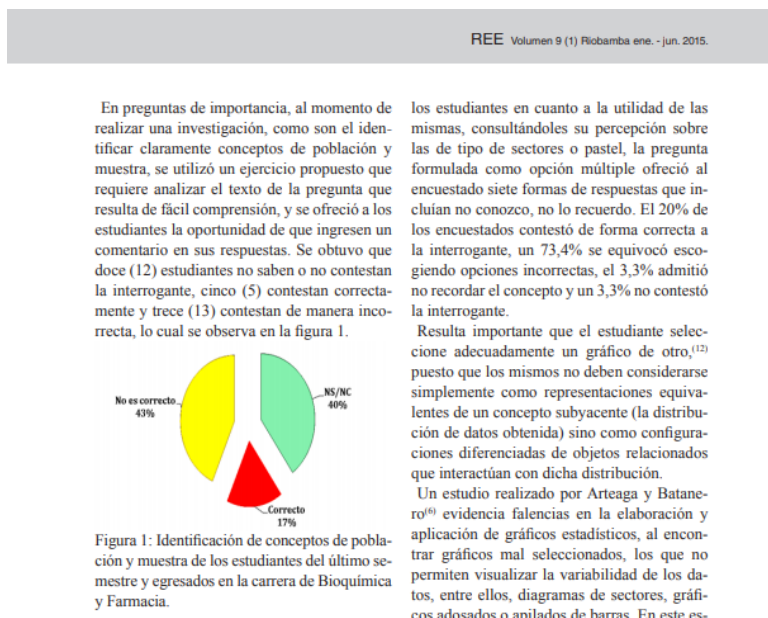 REE Volumen 9 (1) Riobamba ene. - jun. 2015.
En preguntas de importancia, al momento de
realizar una investigación, como son el iden-
tificar claramente conceptos de población y
muestra, se utilizó un ejercicio propuesto que
requiere analizar el texto de la pregunta que
resulta de fácil comprensión, y se ofreció a los
estudiantes la oportunidad de que ingresen un
comentario en sus respuestas. Se obtuvo que
doce (12) estudiantes no saben o no contestan
la interrogante, cinco (5) contestan correcta-
mente y trece (13) contestan de manera inco-
rrecta, lo cual se observa en la figura 1.
No es correcto
43%
NS/NC
40%
Correcto
17%
Figura 1: Identificación de conceptos de pobla-
ción y muestra de los estudiantes del último se-
mestre y egresados en la carrera de Bioquímica
y Farmacia.
los estudiantes en cuanto a la utilidad de las
mismas, consultándoles su percepción sobre
las de tipo de sectores o pastel, la pregunta
formulada como opción múltiple ofreció al
encuestado siete formas de respuestas que in-
cluían no conozco, no lo recuerdo. El 20% de
los encuestados contestó de forma correcta a
la interrogante, un 73,4% se equivocó esco-
giendo opciones incorrectas, el 3,3% admitió
no recordar el concepto y un 3,3% no contestó
la interrogante.
Resulta importante que el estudiante selec-
cione adecuadamente un gráfico de otro,(12)
puesto que los mismos no deben considerarse
simplemente como representaciones equiva-
lentes de un concepto subyacente (la distribu-
ción de datos obtenida) sino como configura-
ciones diferenciadas de objetos relacionados
que interactúan con dicha distribución.
Un estudio realizado por Arteaga y Batane-
ro(6) evidencia falencias en la elaboración y
aplicación de gráficos estadísticos, al encon-
trar gráficos mal seleccionados, los que no
permiten visualizar la variabilidad de los da-
tos, entre ellos, diagramas de sectores, gráfi-
cos adosados o apilados de barras. En este es-